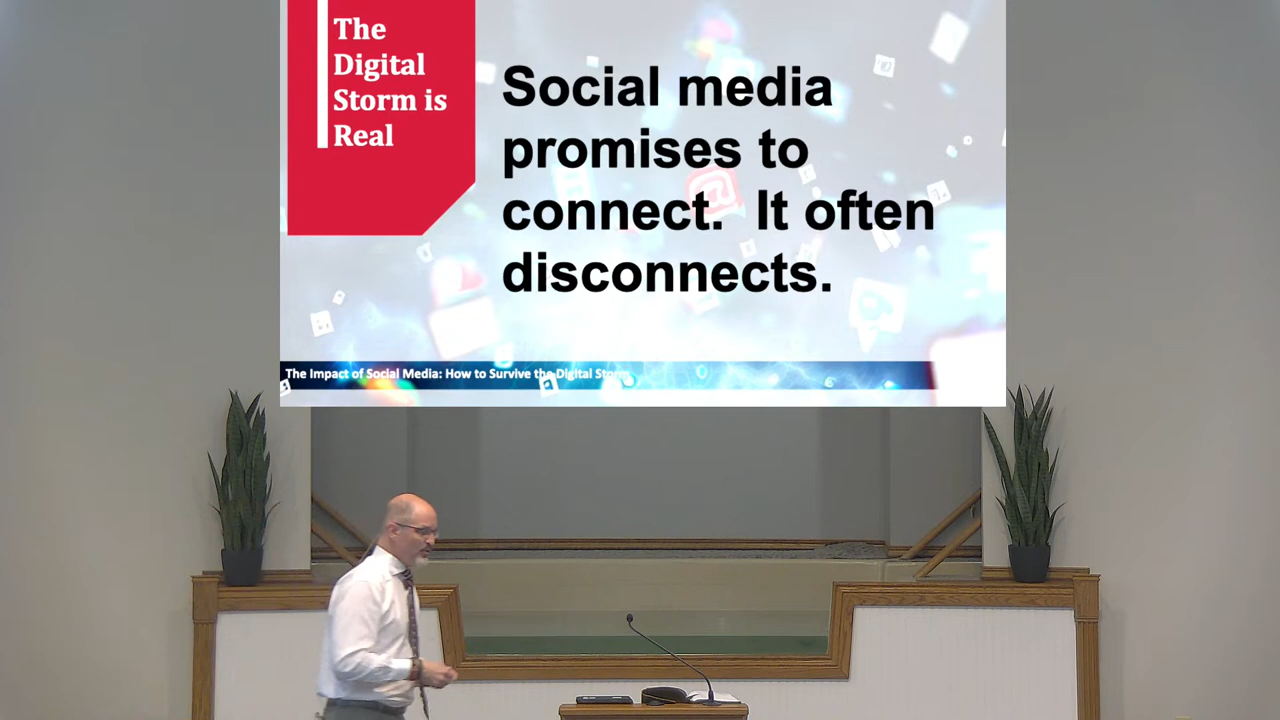 The
Digital
Storm is
Real
Social media
promises to
connect.  It often
disconnects.
The Impact of Social Media: How to Survive the Digital Storm